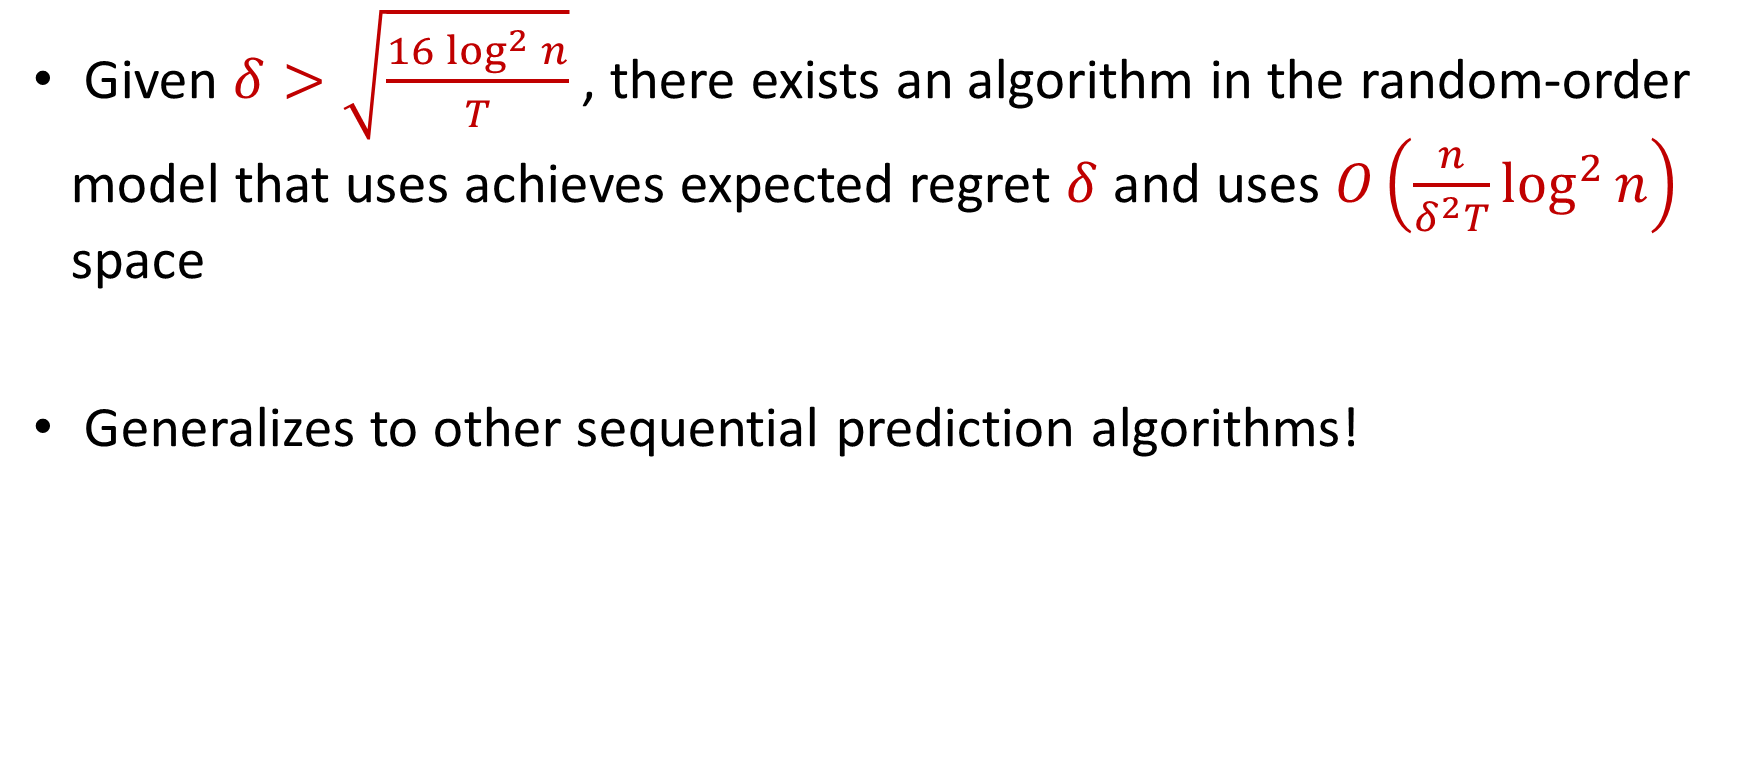 • Given δ > √(16 log² n / T) , there exists an algorithm in the random-order
model that uses achieves expected regret δ and uses O(n/(δ²T) log² n)
space
• Generalizes to other sequential prediction algorithms!